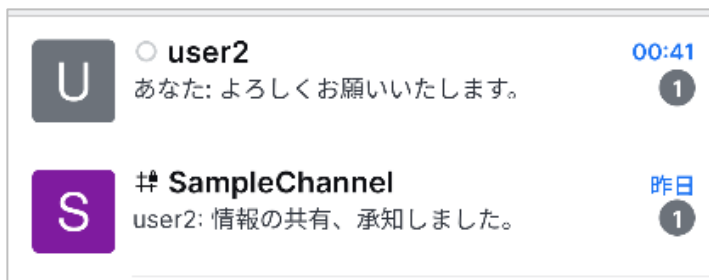 U
user2
00:41
あなた: よろしくお願いいたします。
1
S
SampleChannel
昨日
user2: 情報の共有、承知しました。
1